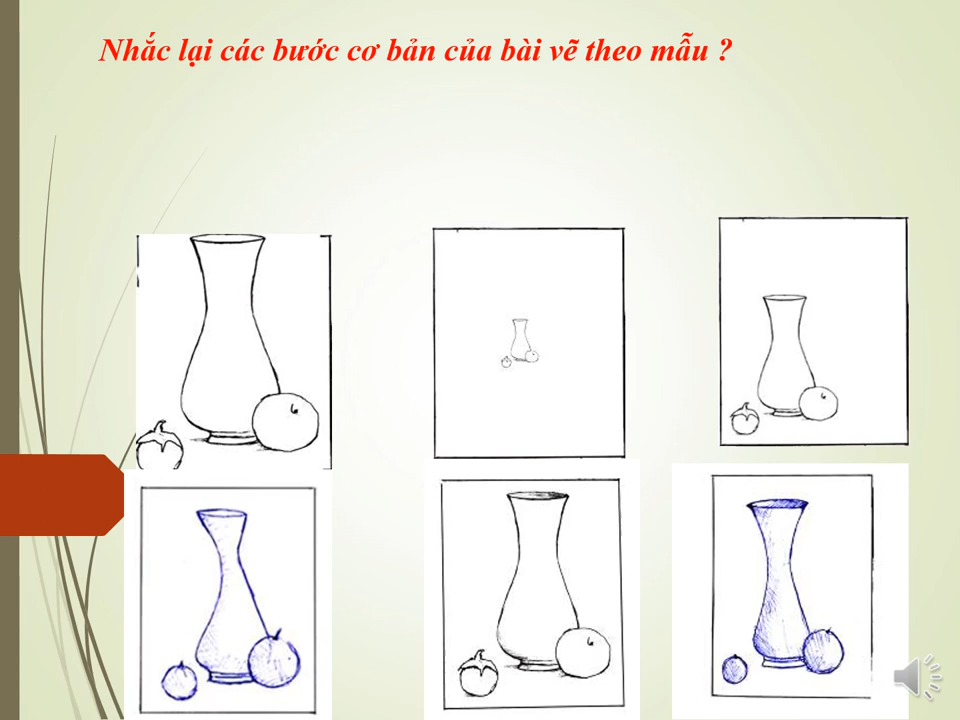 Nhắc lại các bước cơ bản của bài vẽ theo mẫu ?